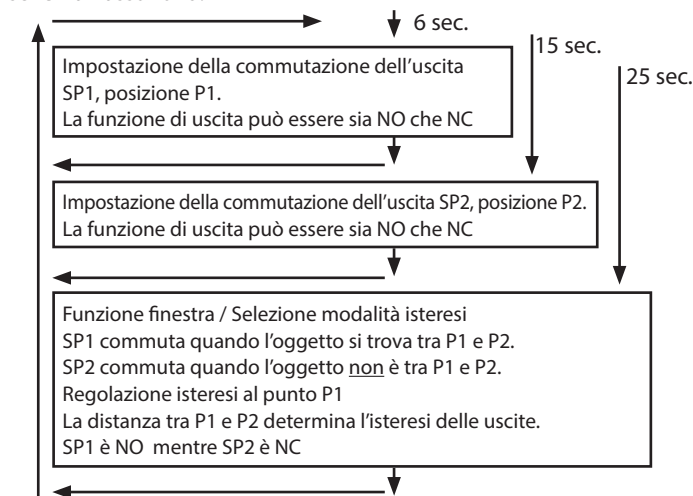 6 sec.
15 sec.
25 sec.
Impostazione della commutazione dell'uscita
SP1, posizione P1.
La funzione di uscita può essere sia NO che NC
Impostazione della commutazione dell'uscita SP2, posizione P2.
La funzione di uscita può essere sia NO che NC
Funzione finestra / Selezione modalità isteresi
SP1 commuta quando l'oggetto si trova tra P1 e P2.
SP2 commuta quando l'oggetto non è tra P1 e P2.
Regolazione isteresi al punto P1
La distanza tra P1 e P2 determina l'isteresi delle uscite.
SP1 è NO mentre SP2 è NC